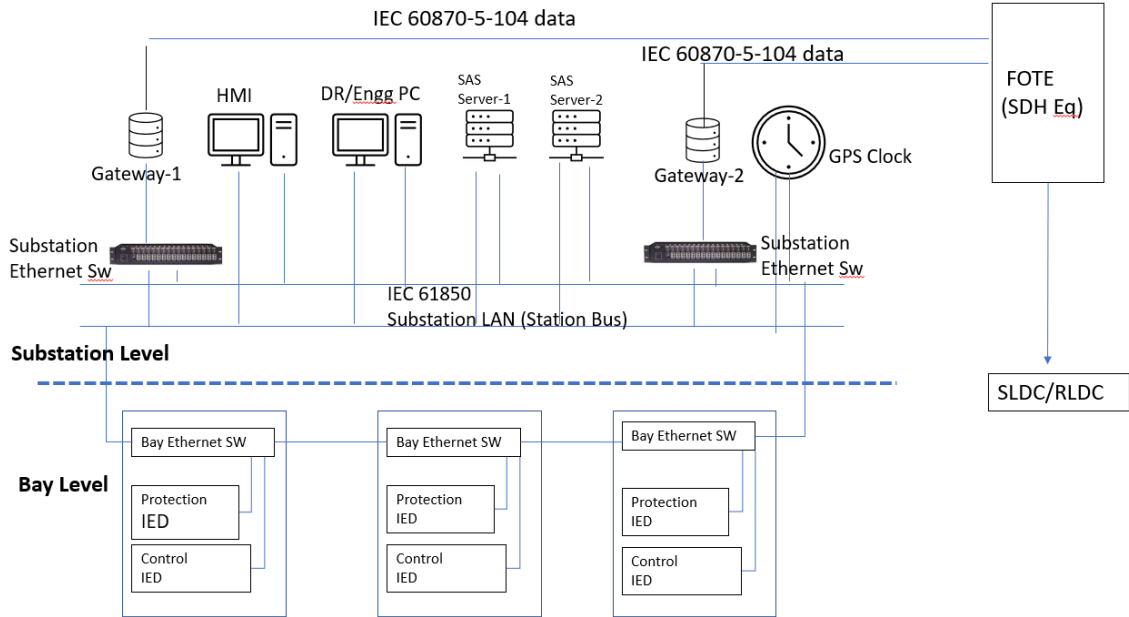 IEC 60870-5-104 data
IEC 60870-5-104 data
FOTE
(SDH Eq)
HMI
DR/Engg PC
SAS
Server-1
SAS
Server-2
Gateway-1
Gateway-2
GPS Clock
Substation
Ethernet Sw
Substation
Ethernet Sw
IEC 61850
Substation LAN (Station Bus)
Substation Level
SLDC/RLDC
Bay Ethernet SW
Bay Ethernet SW
Bay Ethernet SW
Bay Level
Protection
IED
Protection
IED
Protection
IED
Control
IED
Control
IED
Control
IED